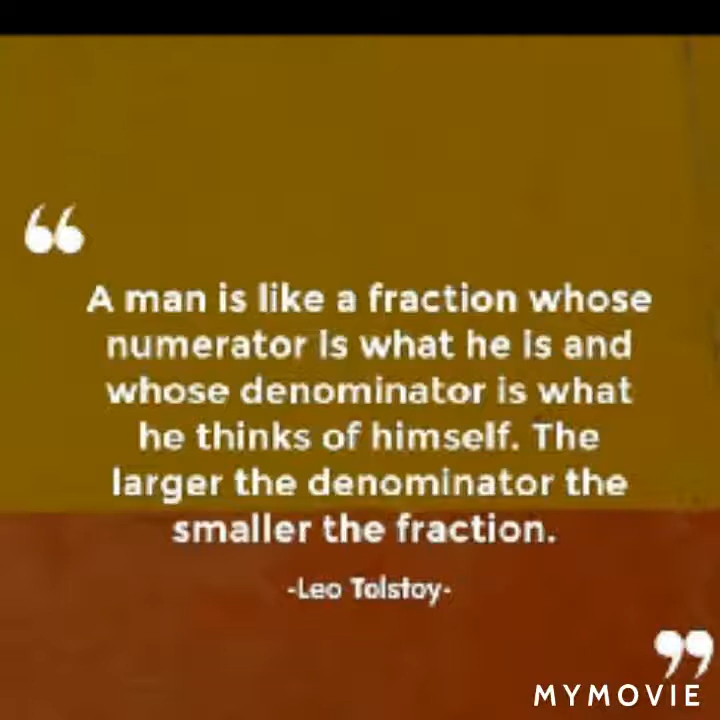 “
A man is like a fraction whose
numerator is what he is and
whose denominator is what
he thinks of himself. The
larger the denominator the
smaller the fraction.
-Leo Tolstoy-
”
MYMOVIE